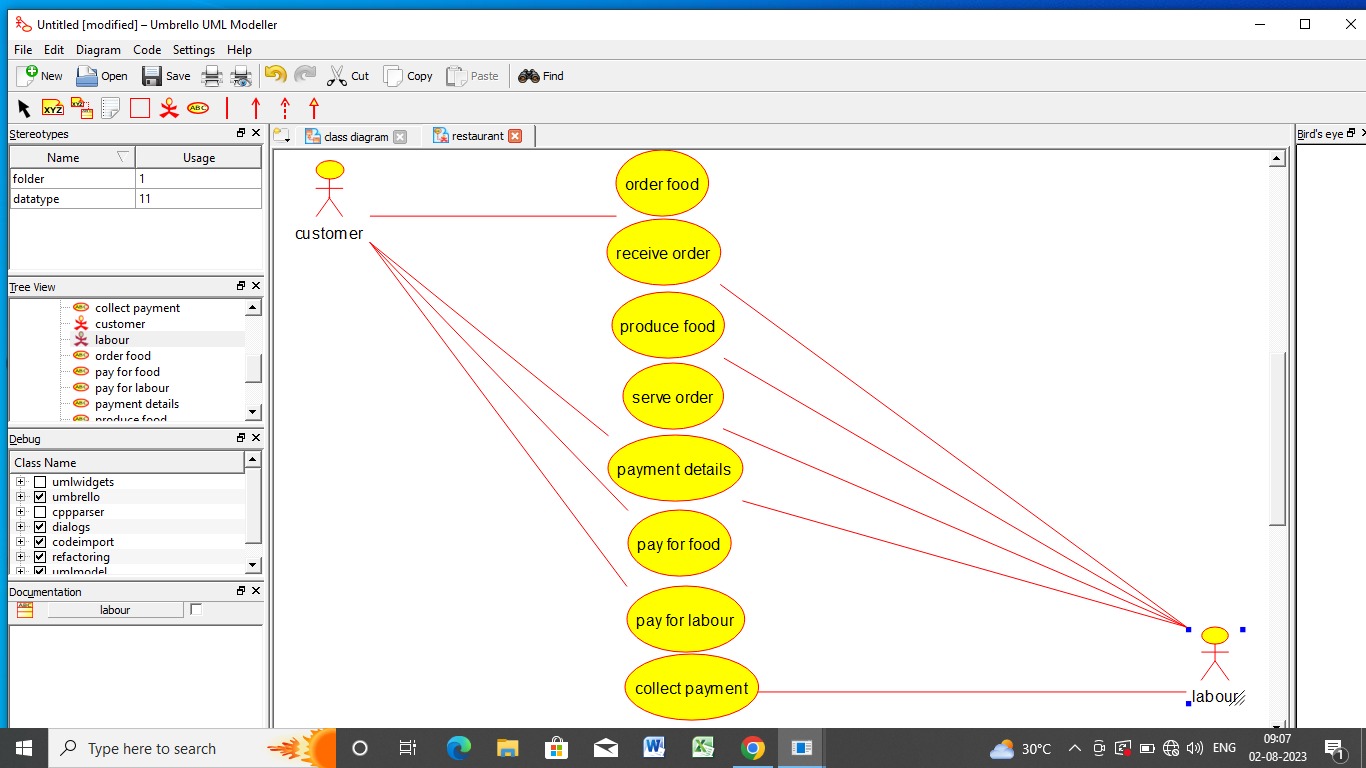 Untitled [modified] – Umbrello UML Modeller
File Edit Diagram Code Settings Help
New Open Save Cut Copy Paste Find
XYZ XYZ ABC
Stereotypes
class diagram restaurant
Bird's eye
Name Usage
folder 1
datatype 11
Tree View
collect payment
customer
labour
order food
pay for food
pay for labour
payment details
produce food
Debug
Class Name
umlwidgets
umbrello
cppparser
dialogs
codeimport
refactoring
umlmodel
Documentation
labour
customer
order food
receive order
produce food
serve order
payment details
pay for food
pay for labour
collect payment
labour
Type here to search
30°C
ENG
09:07
02-08-2023
1